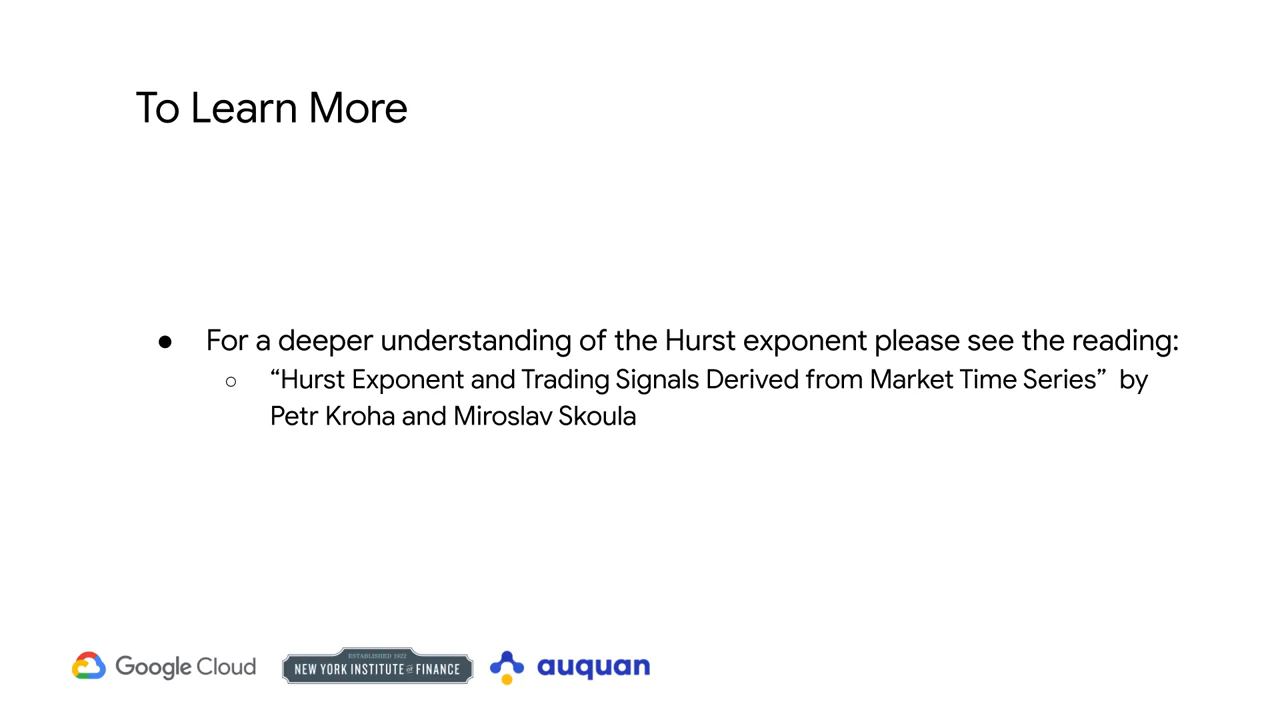 To Learn More
● For a deeper understanding of the Hurst exponent please see the reading:
○ “Hurst Exponent and Trading Signals Derived from Market Time Series” by
Petr Kroha and Miroslav Skoula
Google Cloud
ESTABLISHED 1922
NEW YORK INSTITUTE of FINANCE
auquan